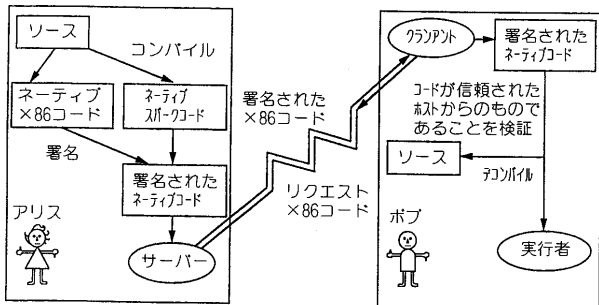 ソース
コンパイル
ネーティブ
×86コード
ネーティブ
スパークコード
署名
署名された
ネーティブコード
アリス
サーバー
署名された
×86コード
リクエスト
×86コード
クランアント
署名された
ネーティブコード
コードが信頼された
ホストからのもので
あることを検証
ソース
デコンパイル
ボブ
実行者